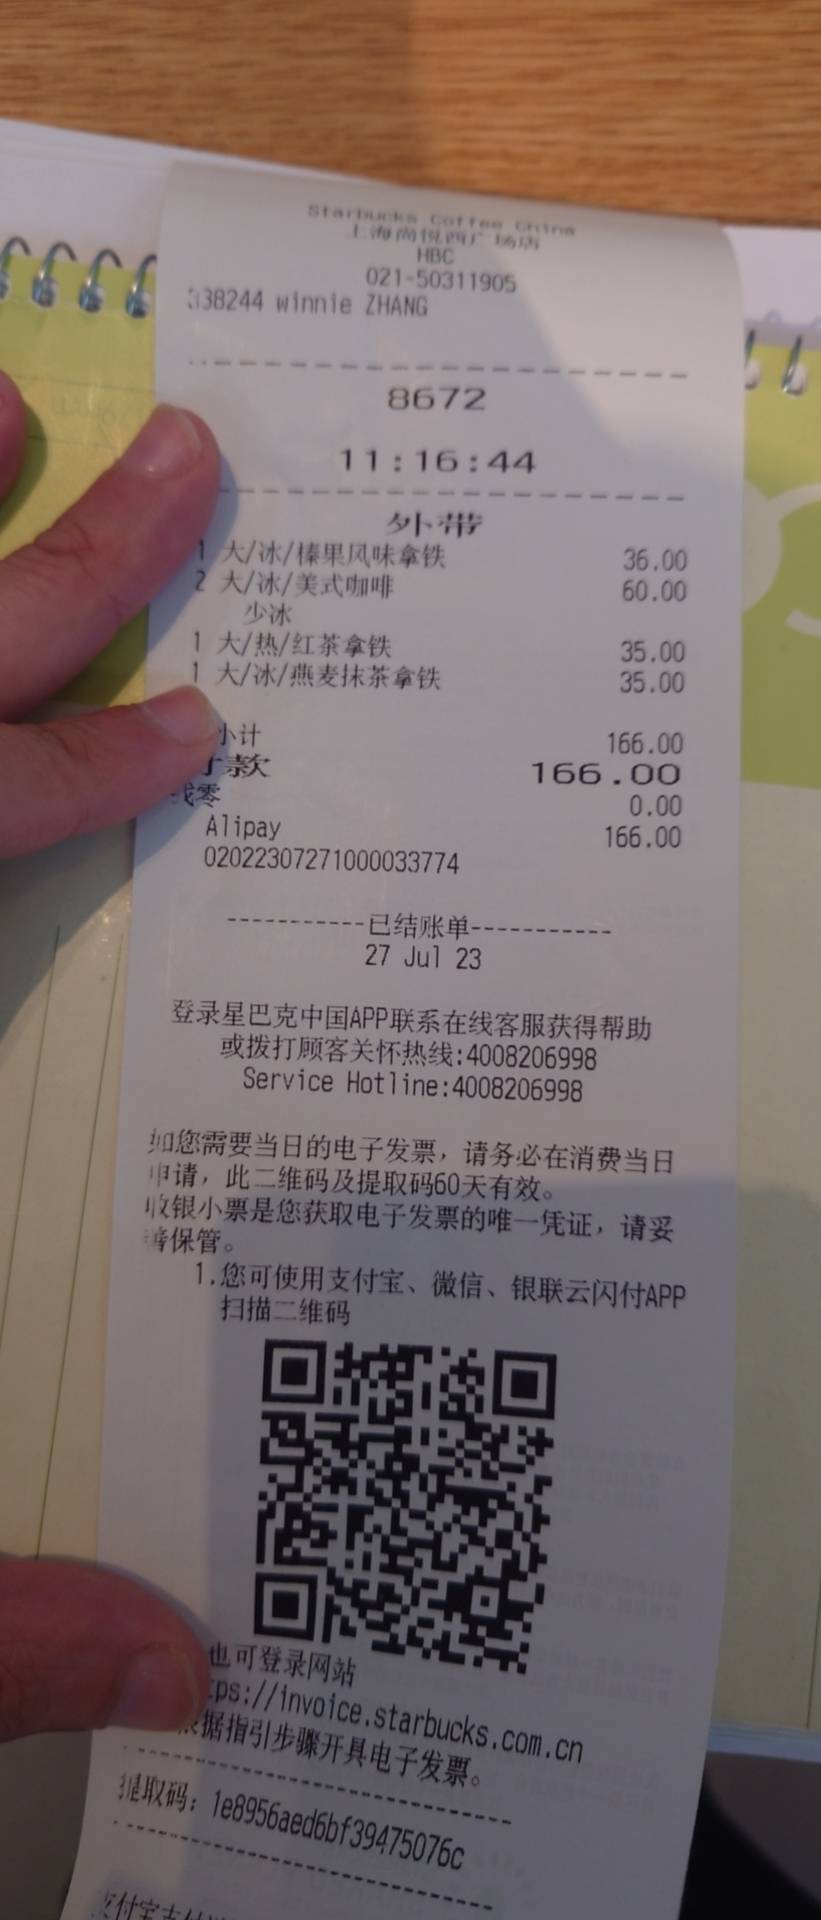 Starbucks Coffee China
上海尚悦西广场店
HBC
021-50311905
338244 winnie ZHANG
8672
11:16:44
外带
1 大/冰/榛果风味拿铁 36.00
2 大/冰/美式咖啡 60.00
少冰
1 大/热/红茶拿铁 35.00
1 大/冰/燕麦抹茶拿铁 35.00
小计 166.00
付款 166.00
找零 0.00
Alipay 166.00
02022307271000033774
-----------已结账单-----------
27 Jul 23
登录星巴克中国APP联系在线客服获得帮助
或拨打顾客关怀热线:4008206998
Service Hotline:4008206998
如您需要当日的电子发票，请务必在消费当日
申请，此二维码及提取码60天有效。
收银小票是您获取电子发票的唯一凭证，请妥
善保管。
1.您可使用支付宝、微信、银联云闪付APP
扫描二维码
也可登录网站
tps://invoice.starbucks.com.cn
根据指引步骤开具电子发票。
提取码：1e8956aed6bf39475076c
支付宝支付